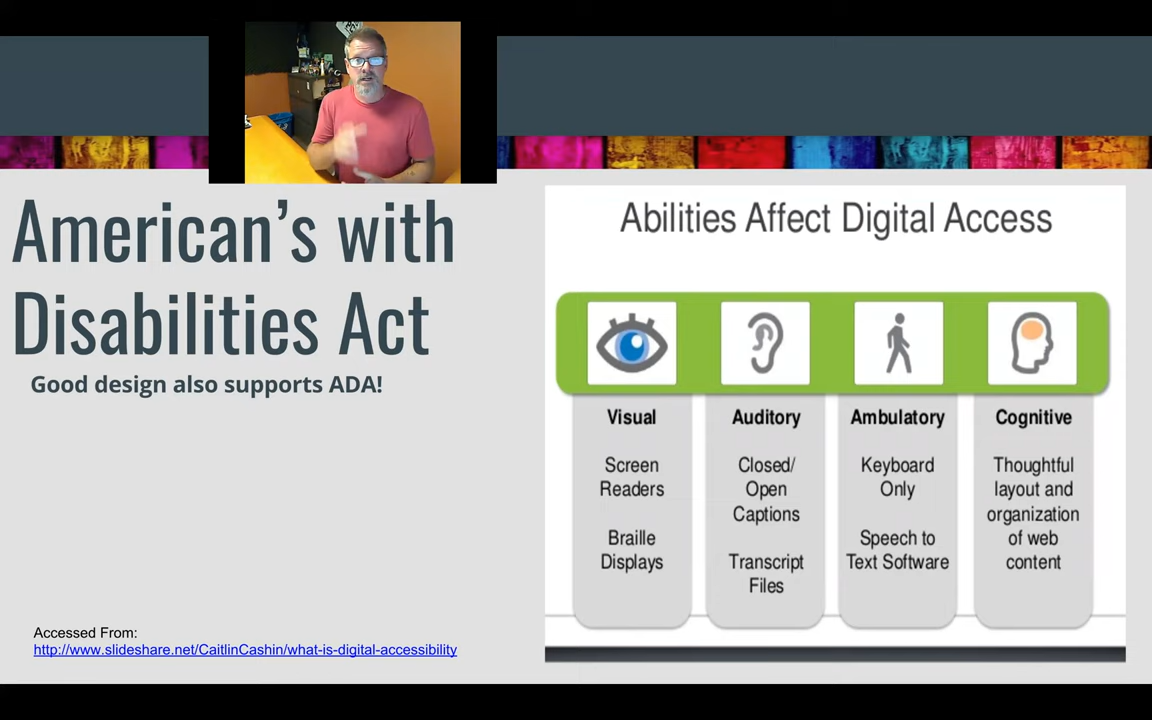 American's with
Disabilities Act
Good design also supports ADA!
Accessed From:
http://www.slideshare.net/CaitlinCashin/what-is-digital-accessibility
Abilities Affect Digital Access
Visual
Screen
Readers
Braille
Displays
Auditory
Closed/
Open
Captions
Transcript
Files
Ambulatory
Keyboard
Only
Speech to
Text Software
Cognitive
Thoughtful
layout and
organization
of web
content